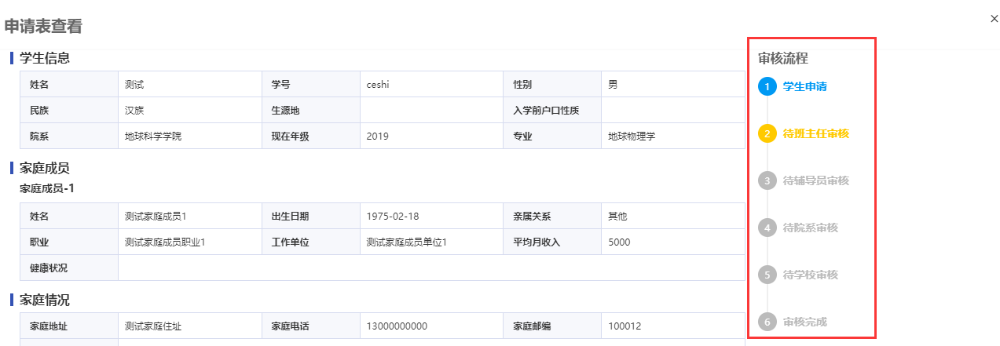 申请表查看
×
学生信息
姓名 测试 学号 ceshi 性别 男
民族 汉族 生源地 入学前户口性质
院系 地球科学学院 现在年级 2019 专业 地球物理学
家庭成员
家庭成员-1
姓名 测试家庭成员1 出生日期 1975-02-18 亲属关系 其他
职业 测试家庭成员职业1 工作单位 测试家庭成员单位1 平均月收入 5000
健康状况
家庭情况
家庭地址 测试家庭住址 家庭电话 13000000000 家庭邮编 100012
审核流程
1 学生申请
2 待班主任审核
3 待辅导员审核
4 待院系审核
5 待学校审核
6 审核完成